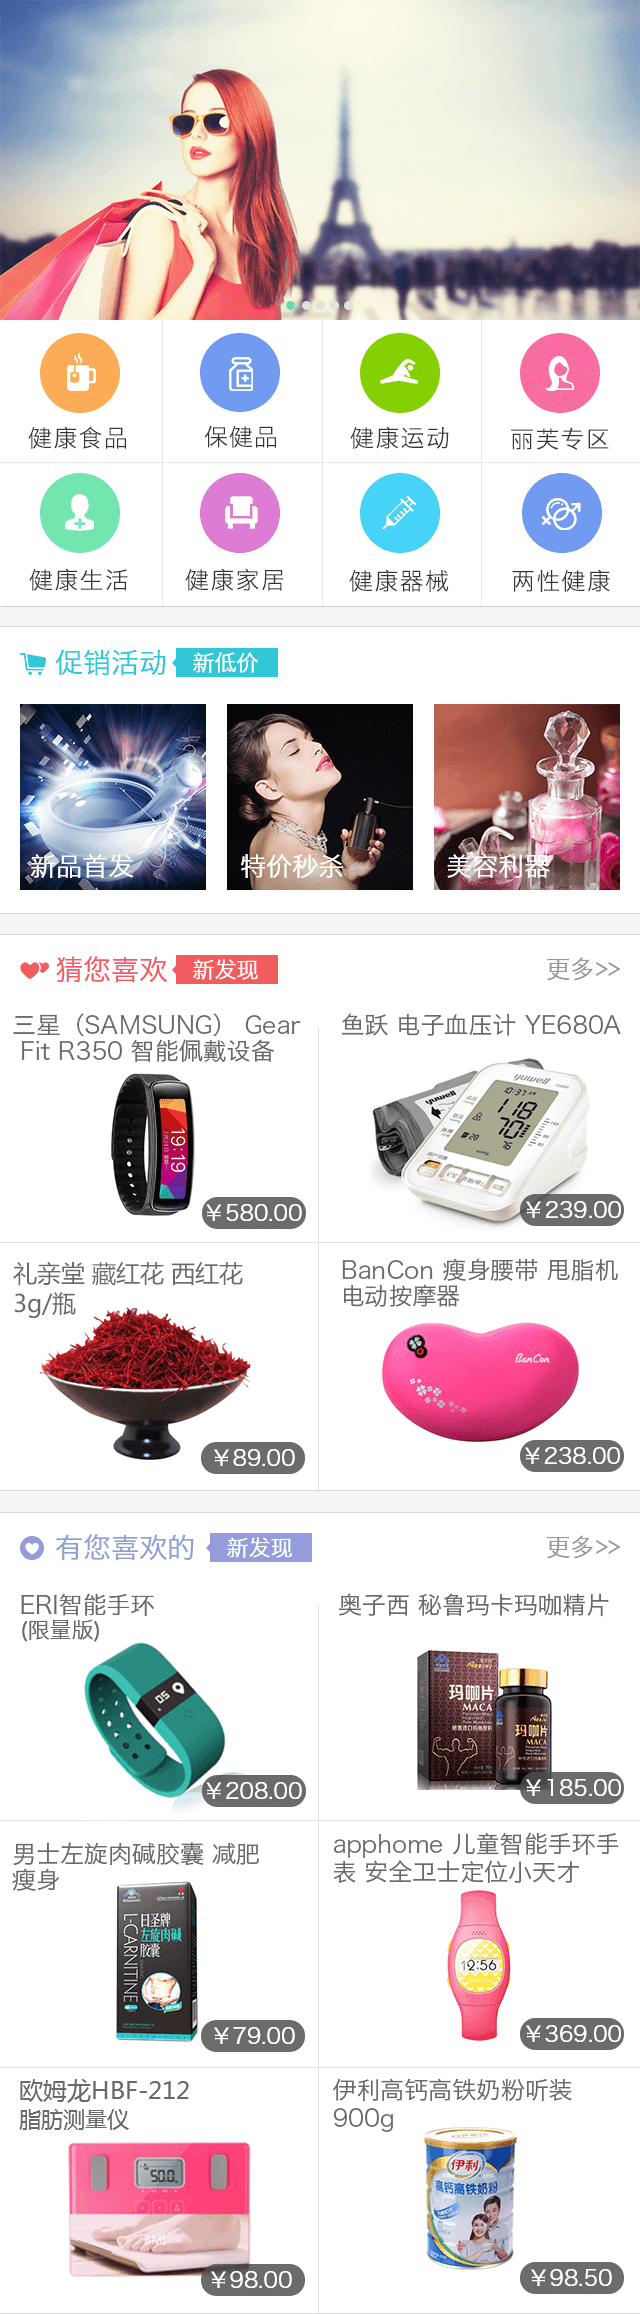 健康食品
保健品
健康运动
丽芙专区
健康生活
健康家居
健康器械
两性健康
促销活动 新低价
新品首发
特价秒杀
美容利器
猜您喜欢 新发现 更多>>
三星（SAMSUNG） Gear
Fit R350 智能佩戴设备
19:19
¥580.00
鱼跃 电子血压计 YE680A
yuwell
10:37
118
70
76
¥239.00
礼亲堂 藏红花 西红花
3g/瓶
¥89.00
BanCon 瘦身腰带 甩脂机
电动按摩器
BanCon
¥238.00
有您喜欢的 新发现 更多>>
ERI智能手环
(限量版)
¥208.00
奥子西 秘鲁玛卡玛咖精片
玛咖片
MACA
玛咖片
MACA
¥185.00
男士左旋肉碱胶囊 减肥
瘦身
日圣牌
左旋肉碱
胶囊
L-CARNITINE
¥79.00
apphome 儿童智能手环手
表 安全卫士定位小天才
12:56
¥369.00
欧姆龙HBF-212
脂肪测量仪
50.0
BMI
¥98.00
伊利高钙高铁奶粉听装
900g
伊利
高钙高铁奶粉
¥98.50